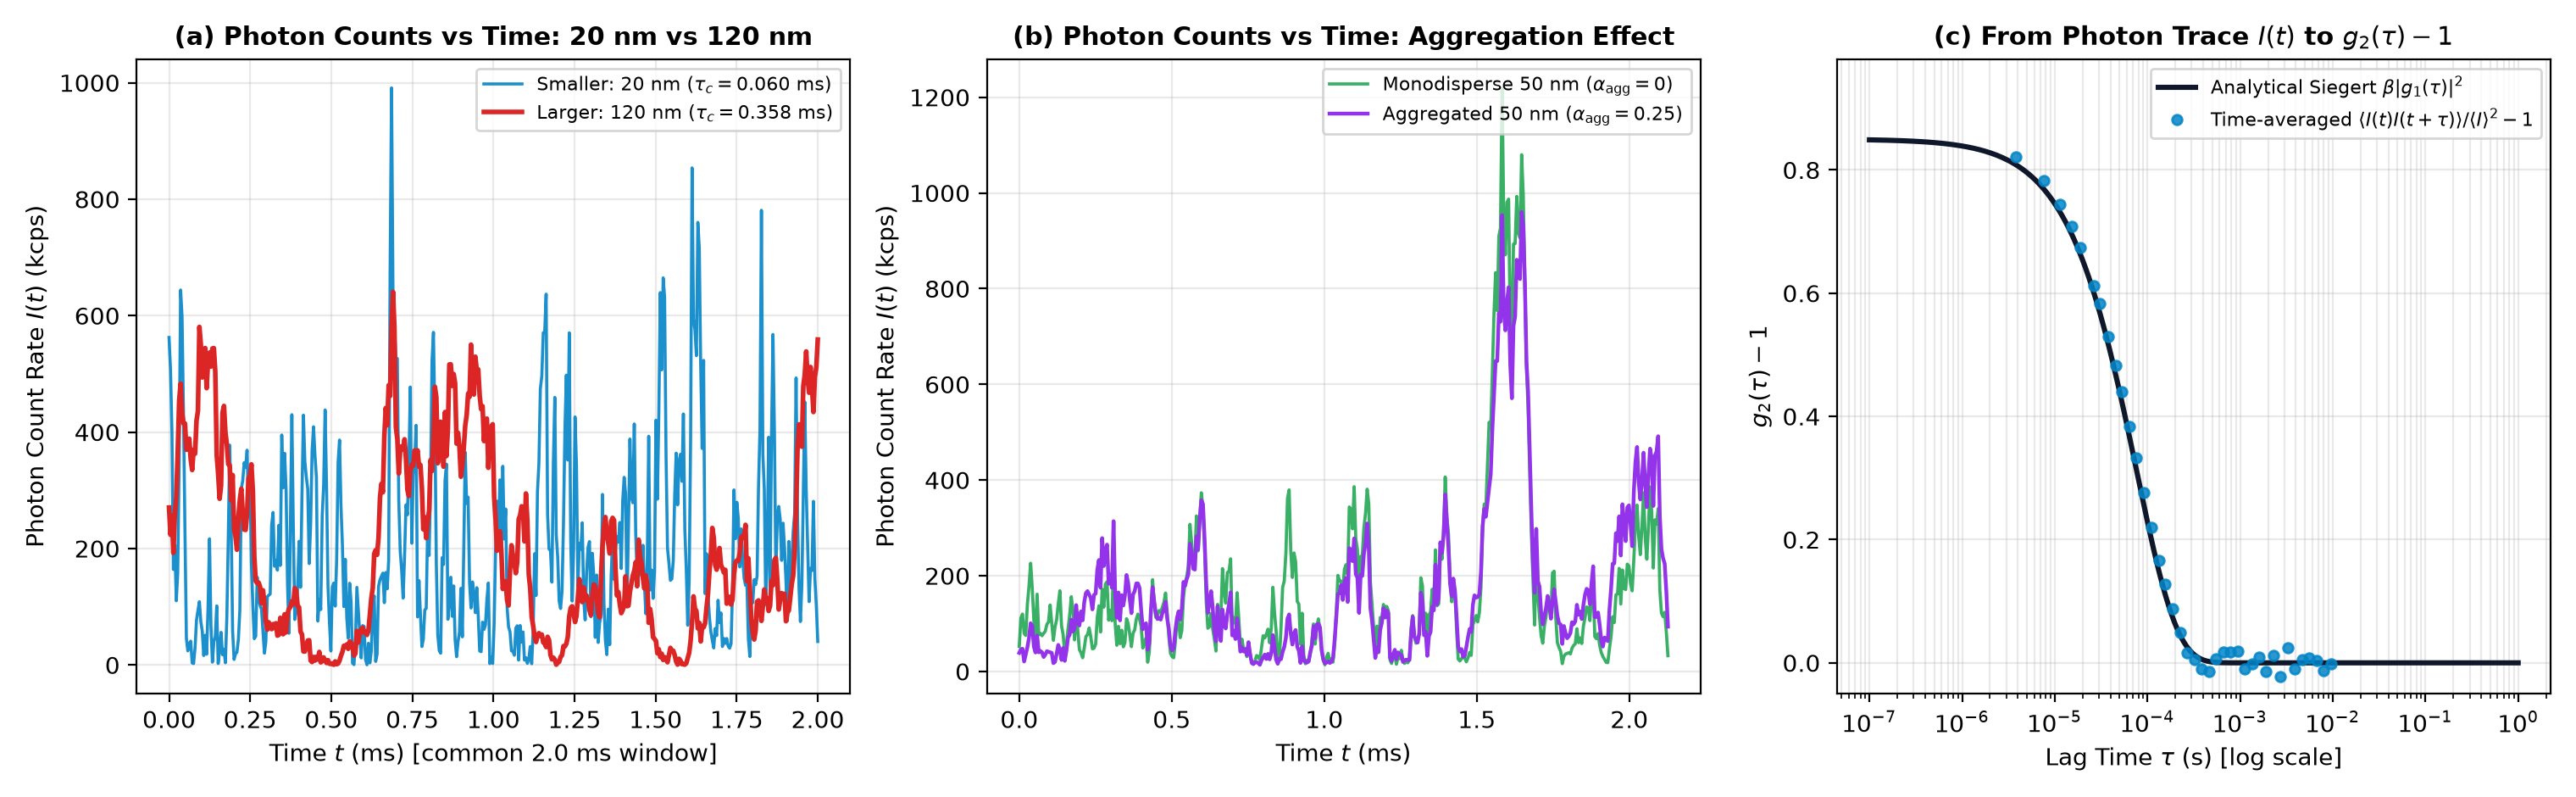 (a) Photon Counts vs Time: 20 nm vs 120 nm
Photon Count Rate I(t) (kcps)
1000
800
600
400
200
0
Smaller: 20 nm (τc = 0.060 ms)
Larger: 120 nm (τc = 0.358 ms)
0.00 0.25 0.50 0.75 1.00 1.25 1.50 1.75 2.00
Time t (ms) [common 2.0 ms window]
(b) Photon Counts vs Time: Aggregation Effect
Photon Count Rate I(t) (kcps)
1200
1000
800
600
400
200
0
Monodisperse 50 nm (αagg = 0)
Aggregated 50 nm (αagg = 0.25)
0.0 0.5 1.0 1.5 2.0
Time t (ms)
(c) From Photon Trace I(t) to g₂(τ) − 1
g₂(τ) − 1
0.8
0.6
0.4
0.2
0.0
Analytical Siegert β|g₁(τ)|²
Time-averaged ⟨I(t)I(t + τ)⟩/⟨I⟩² − 1
10⁻⁷ 10⁻⁶ 10⁻⁵ 10⁻⁴ 10⁻³ 10⁻² 10⁻¹ 10⁰
Lag Time τ (s) [log scale]